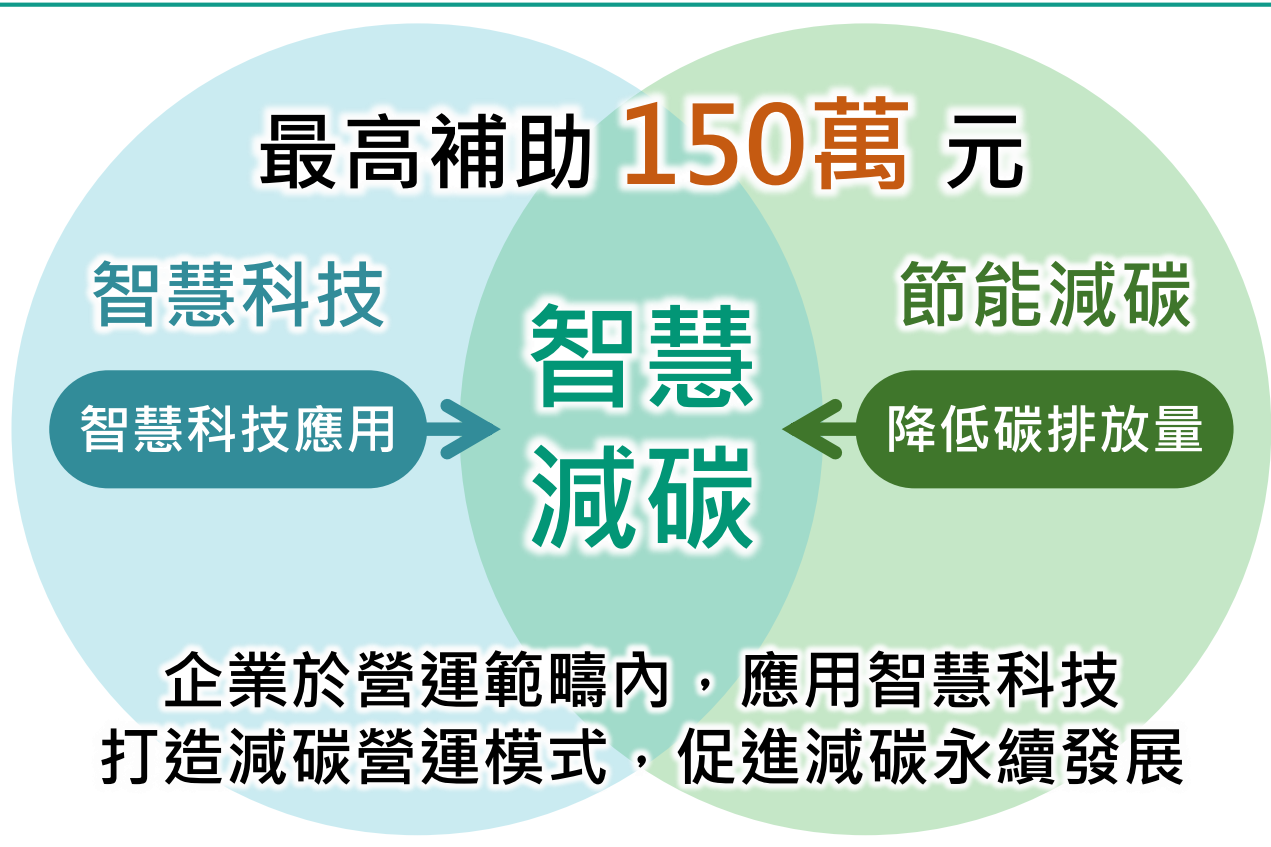 最高補助 150萬 元
智慧科技
節能減碳
智慧
減碳
智慧科技應用
降低碳排放量
企業於營運範疇內，應用智慧科技
打造減碳營運模式，促進減碳永續發展